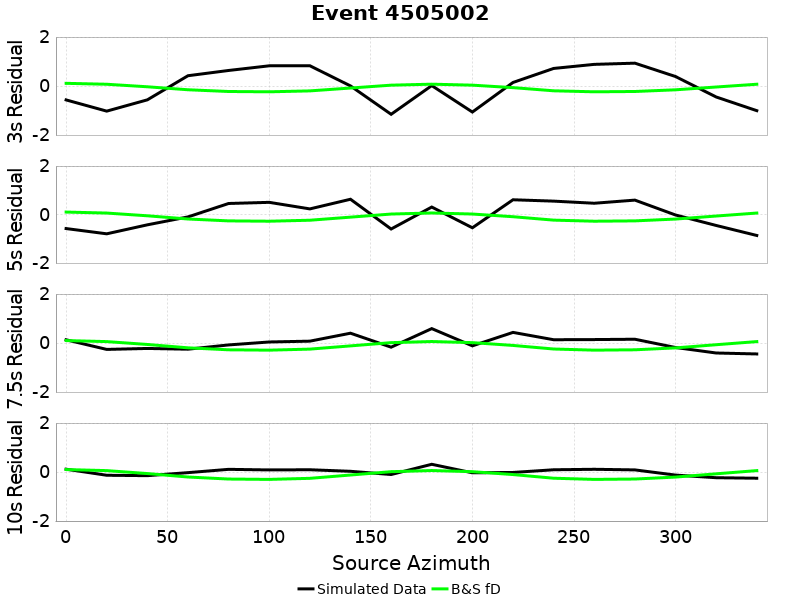 Event 4505002
3s Residual
2
0
-2
5s Residual
2
0
-2
7.5s Residual
2
0
-2
10s Residual
2
0
-2
0 50 100 150 200 250 300
Source Azimuth
Simulated Data B&S fD